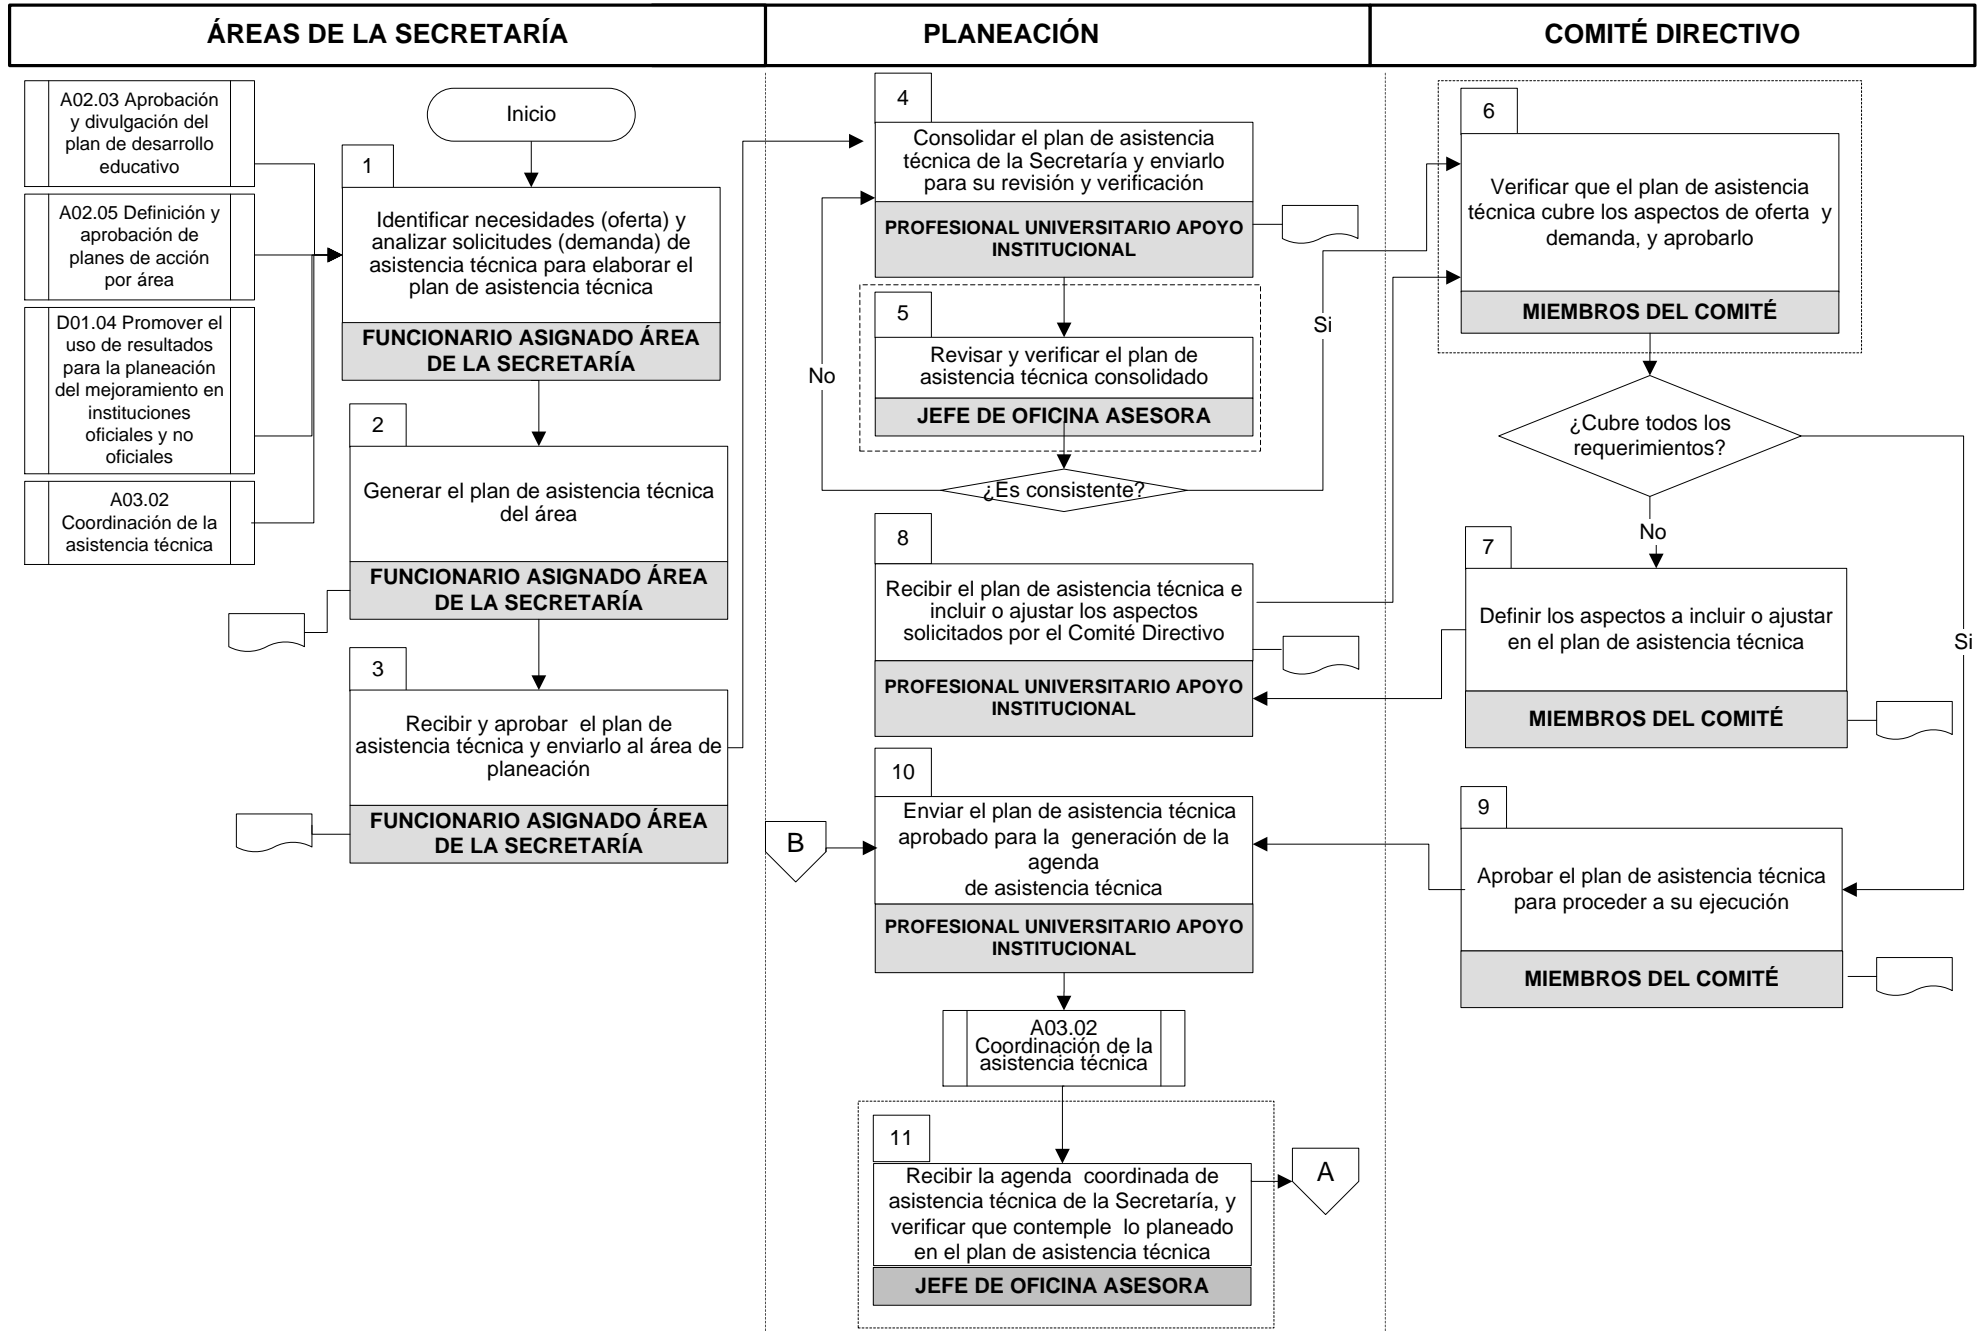 ÁREAS DE LA SECRETARÍA
PLANEACIÓN
COMITÉ DIRECTIVO
A02.03 Aprobación
y divulgación del
plan de desarrollo
educativo
A02.05 Definición y
aprobación de
planes de acción
por área
D01.04 Promover el
uso de resultados
para la planeación
del mejoramiento en
instituciones
oficiales y no
oficiales
A03.02
Coordinación de la
asistencia técnica
Inicio
1
Identificar necesidades (oferta) y
analizar solicitudes (demanda) de
asistencia técnica para elaborar el
plan de asistencia técnica
FUNCIONARIO ASIGNADO ÁREA
DE LA SECRETARÍA
2
Generar el plan de asistencia técnica
del área
FUNCIONARIO ASIGNADO ÁREA
DE LA SECRETARÍA
3
Recibir y aprobar el plan de
asistencia técnica y enviarlo al área de
planeación
FUNCIONARIO ASIGNADO ÁREA
DE LA SECRETARÍA
4
Consolidar el plan de asistencia
técnica de la Secretaría y enviarlo
para su revisión y verificación
PROFESIONAL UNIVERSITARIO APOYO
INSTITUCIONAL
5
Revisar y verificar el plan de
asistencia técnica consolidado
JEFE DE OFICINA ASESORA
¿Es consistente?
No
Si
8
Recibir el plan de asistencia técnica e
incluir o ajustar los aspectos
solicitados por el Comité Directivo
PROFESIONAL UNIVERSITARIO APOYO
INSTITUCIONAL
10
Enviar el plan de asistencia técnica
aprobado para la generación de la
agenda
de asistencia técnica
PROFESIONAL UNIVERSITARIO APOYO
INSTITUCIONAL
B
A03.02
Coordinación de la
asistencia técnica
11
Recibir la agenda coordinada de
asistencia técnica de la Secretaría, y
verificar que contemple lo planeado
en el plan de asistencia técnica
JEFE DE OFICINA ASESORA
A
6
Verificar que el plan de asistencia
técnica cubre los aspectos de oferta y
demanda, y aprobarlo
MIEMBROS DEL COMITÉ
¿Cubre todos los
requerimientos?
No
Si
7
Definir los aspectos a incluir o ajustar
en el plan de asistencia técnica
MIEMBROS DEL COMITÉ
9
Aprobar el plan de asistencia técnica
para proceder a su ejecución
MIEMBROS DEL COMITÉ